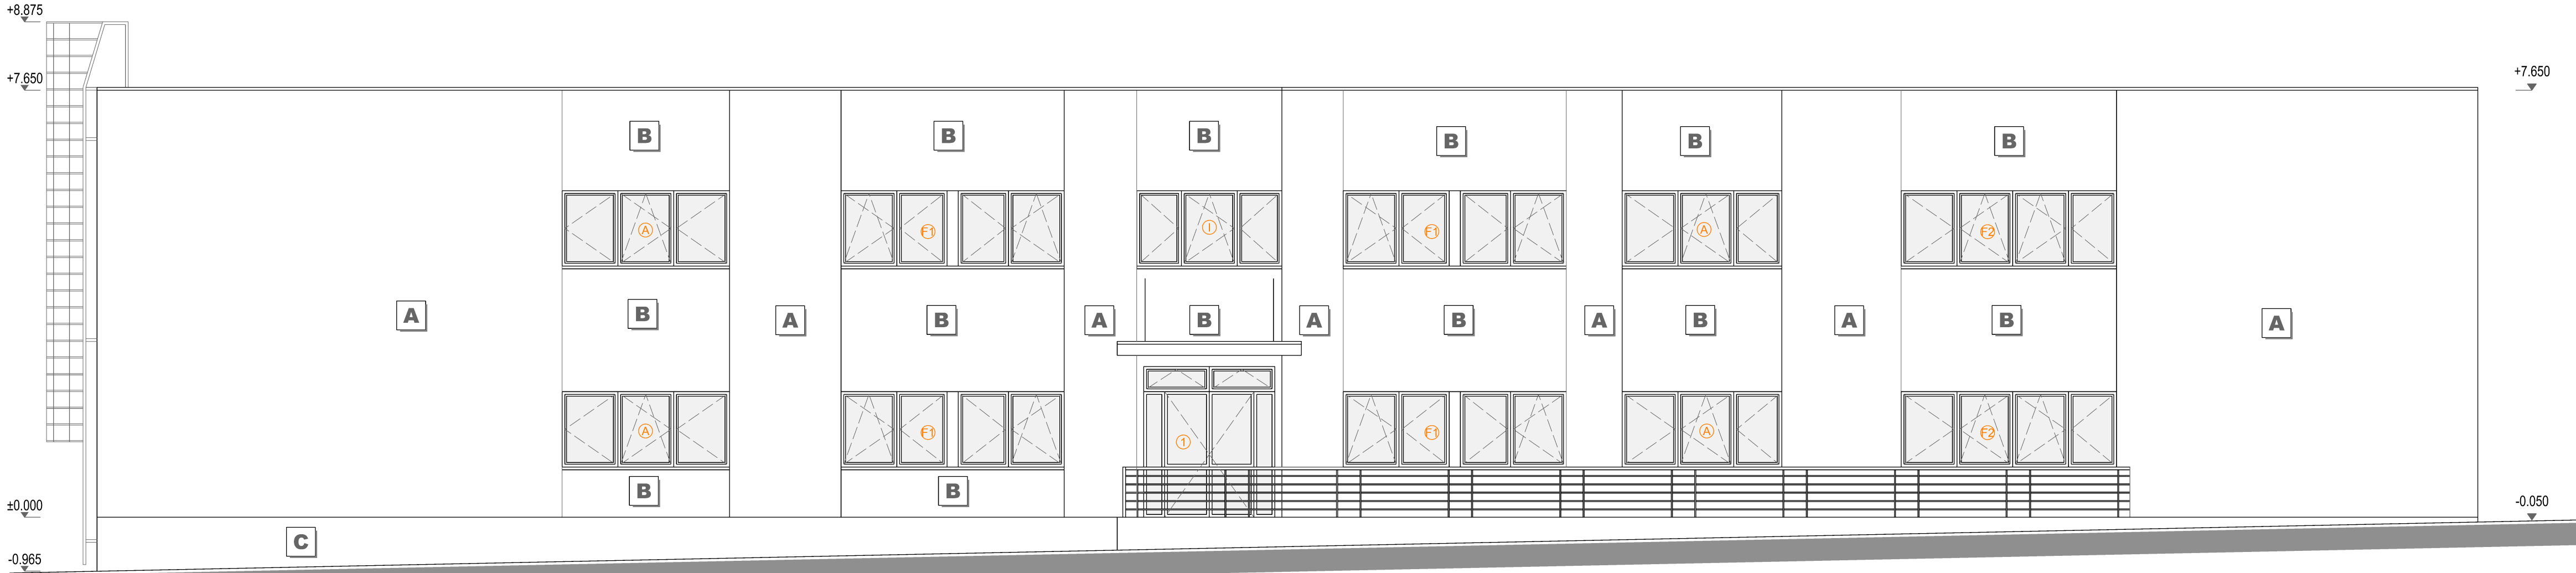 +8.875
+7.650 +7.650
B B B B B B
A F1 I F1 A F2
A B A B A B A B A B A B A
A F1 1 F1 A F2
B B
±0.000 -0.050
C
-0.965